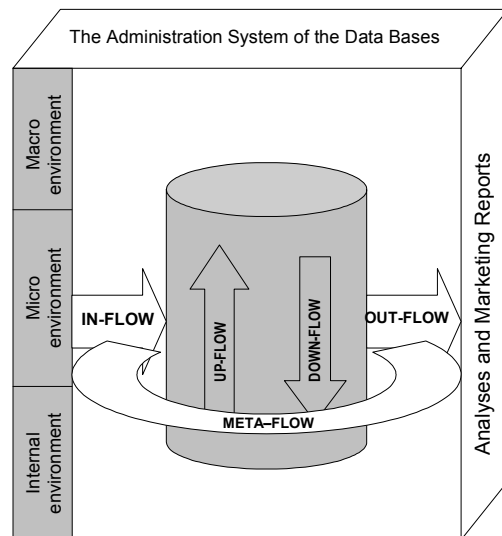 The Administration System of the Data Bases
Macro
environment
Micro
environment
Internal
environment
IN-FLOW
UP-FLOW
DOWN-FLOW
OUT-FLOW
META–FLOW
Analyses and Marketing Reports